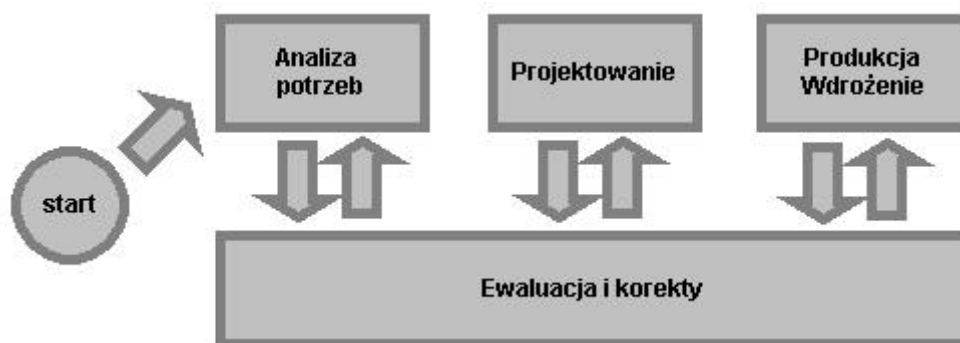 Analiza
potrzeb
Projektowanie
Produkcja
Wdrożenie
start
Ewaluacja i korekty